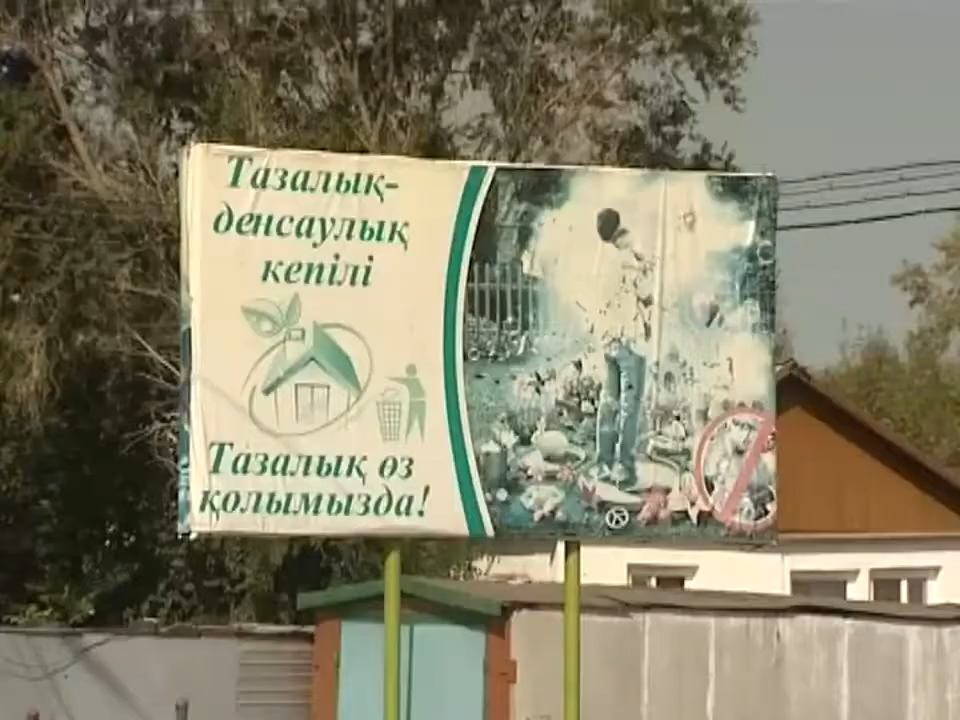 Тазалық-
денсаулық
кепілі
Тазалық өз
қолымызда!